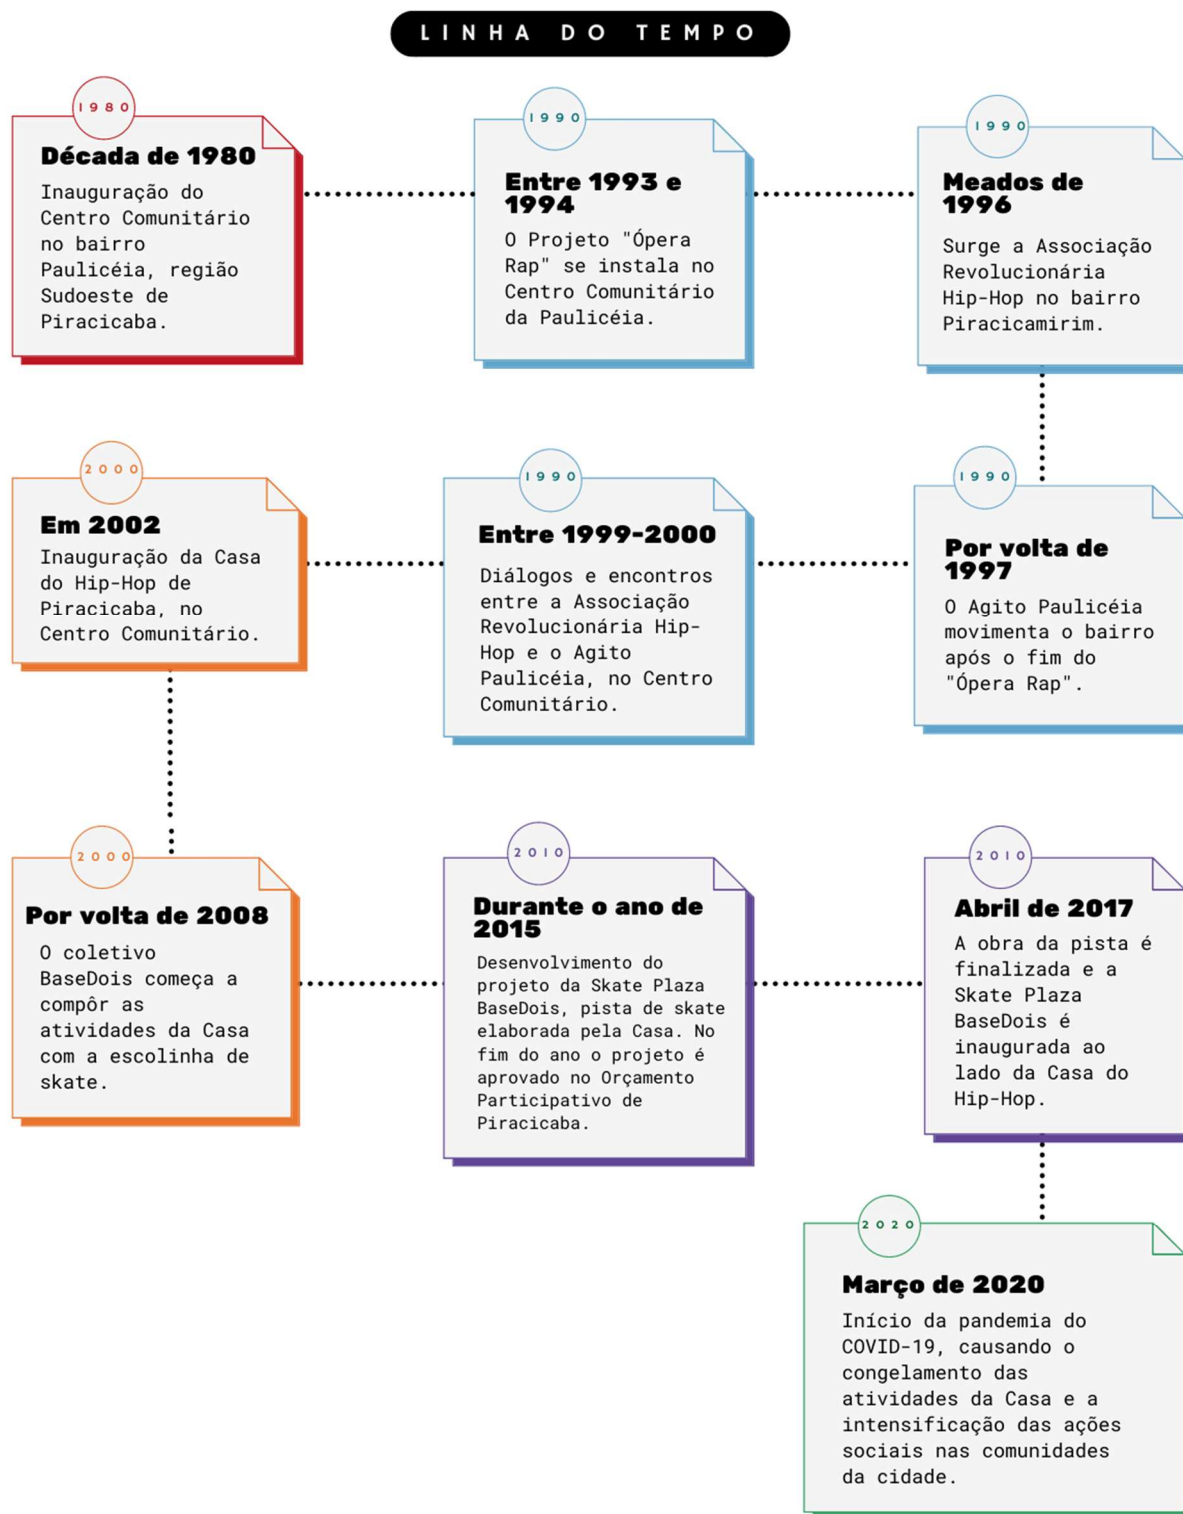 LINHA DO TEMPO
1980
Década de 1980
Inauguração do
Centro Comunitário
no bairro
Paulicéia, região
Sudoeste de
Piracicaba.
1990
Entre 1993 e
1994
O Projeto "Ópera
Rap" se instala no
Centro Comunitário
da Paulicéia.
1990
Meados de
1996
Surge a Associação
Revolucionária
Hip-Hop no bairro
Piracicamirim.
1990
Por volta de
1997
O Agito Paulicéia
movimenta o bairro
após o fim do
"Ópera Rap".
1990
Entre 1999-2000
Diálogos e encontros
entre a Associação
Revolucionária Hip-
Hop e o Agito
Paulicéia, no Centro
Comunitário.
2000
Em 2002
Inauguração da Casa
do Hip-Hop de
Piracicaba, no
Centro Comunitário.
2000
Por volta de 2008
O coletivo
BaseDois começa a
compôr as
atividades da Casa
com a escolinha de
skate.
2010
Durante o ano de
2015
Desenvolvimento do
projeto da Skate Plaza
BaseDois, pista de skate
elaborada pela Casa. No
fim do ano o projeto é
aprovado no Orçamento
Participativo de
Piracicaba.
2010
Abril de 2017
A obra da pista é
finalizada e a
Skate Plaza
BaseDois é
inaugurada ao
lado da Casa do
Hip-Hop.
2020
Março de 2020
Início da pandemia do
COVID-19, causando o
congelamento das
atividades da Casa e a
intensificação das ações
sociais nas comunidades
da cidade.